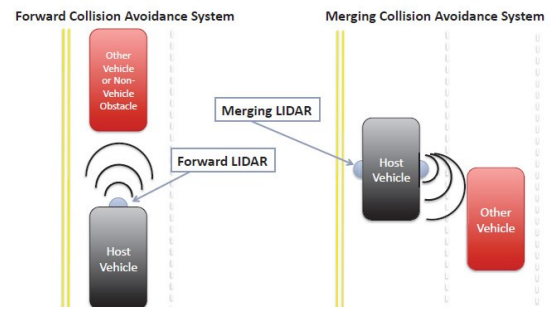 Forward Collision Avoidance System
Other
Vehicle
or Non-
Vehicle
Obstacle
Forward LIDAR
Host
Vehicle
Merging Collision Avoidance System
Merging LIDAR
Host
Vehicle
Other
Vehicle